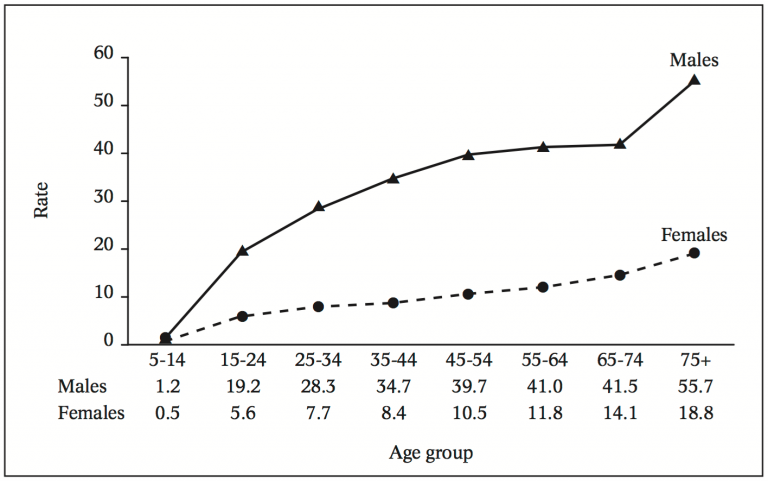 60
Males
50
40
Rate
30
Females
20
10
0
5-14 15-24 25-34 35-44 45-54 55-64 65-74 75+
Males 1.2 19.2 28.3 34.7 39.7 41.0 41.5 55.7
Females 0.5 5.6 7.7 8.4 10.5 11.8 14.1 18.8
Age group